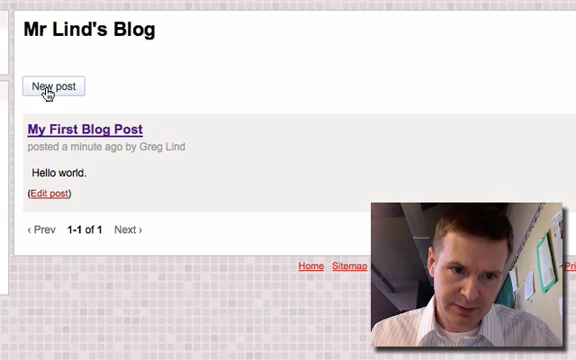 Mr Lind's Blog
New post
My First Blog Post
posted a minute ago by Greg Lind
Hello world.
(Edit post)
‹ Prev 1-1 of 1 Next ›
Home Sitemap